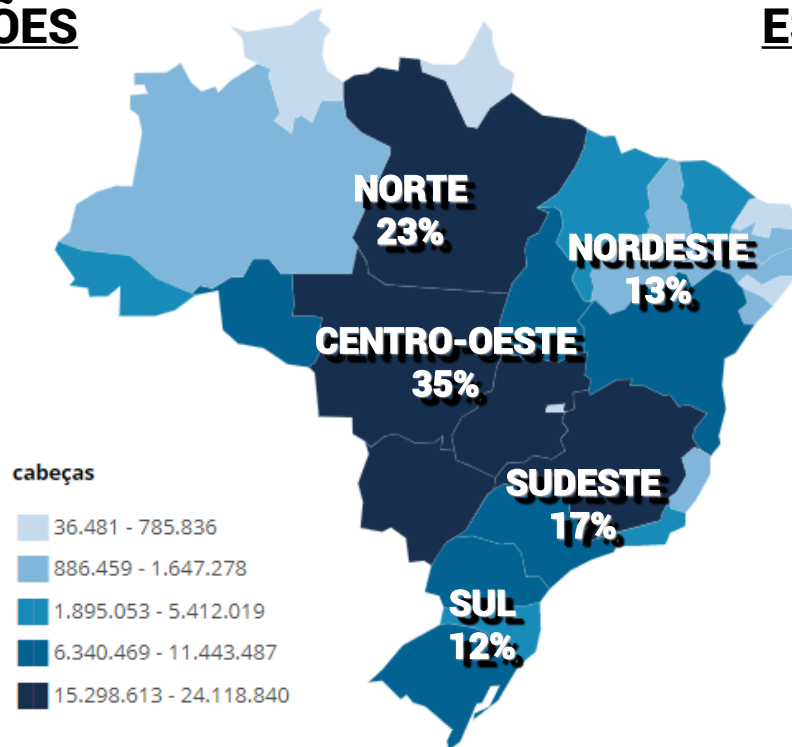 ÕES
NORTE
23%
NORDESTE
13%
CENTRO-OESTE
35%
SUDESTE
17%
SUL
12%
cabeças
36.481 - 785.836
886.459 - 1.647.278
1.895.053 - 5.412.019
6.340.469 - 11.443.487
15.298.613 - 24.118.840